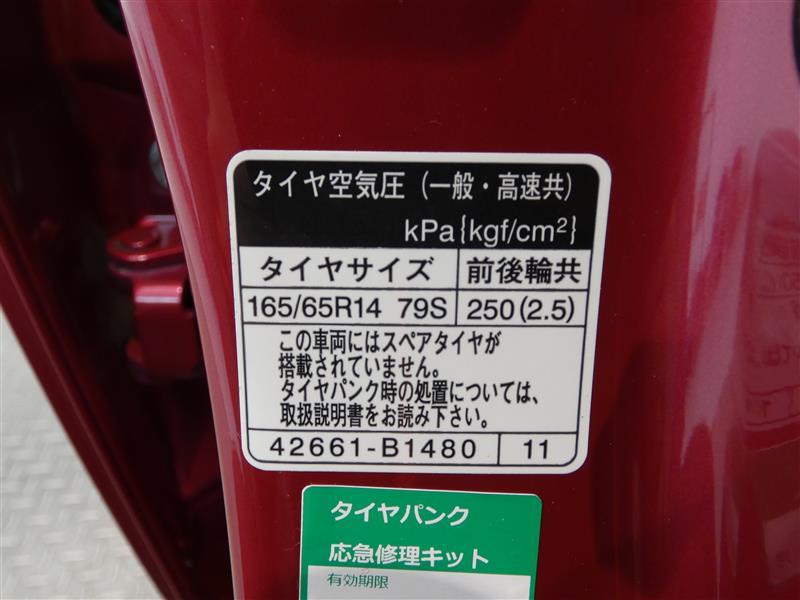 タイヤ空気圧（一般・高速共）
kPa{kgf/cm²}
タイヤサイズ 前後輪共
165/65R14 79S 250(2.5)
この車両にはスペアタイヤが
搭載されていません。
タイヤパンク時の処置については、
取扱説明書をお読み下さい。
42661-B1480 11
タイヤパンク
応急修理キット
有効期限